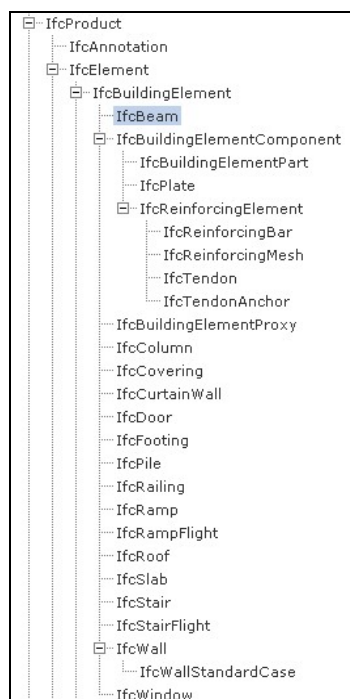 IfcProduct
IfcAnnotation
IfcElement
IfcBuildingElement
IfcBeam
IfcBuildingElementComponent
IfcBuildingElementPart
IfcPlate
IfcReinforcingElement
IfcReinforcingBar
IfcReinforcingMesh
IfcTendon
IfcTendonAnchor
IfcBuildingElementProxy
IfcColumn
IfcCovering
IfcCurtainWall
IfcDoor
IfcFooting
IfcPile
IfcRailing
IfcRamp
IfcRampFlight
IfcRoof
IfcSlab
IfcStair
IfcStairFlight
IfcWall
IfcWallStandardCase
IfcWindow